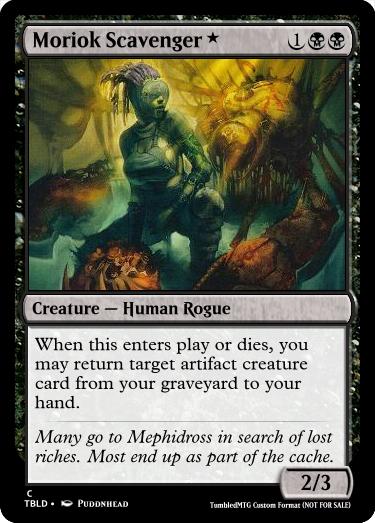 Moriok Scavenger★ 1
Creature — Human Rogue
When this enters play or dies, you
may return target artifact creature
card from your graveyard to your
hand.
Many go to Mephidross in search of lost
riches. Most end up as part of the cache.
2/3
C
TBLD • Puddnhead
TumbledMTG Custom Format (NOT FOR SALE)